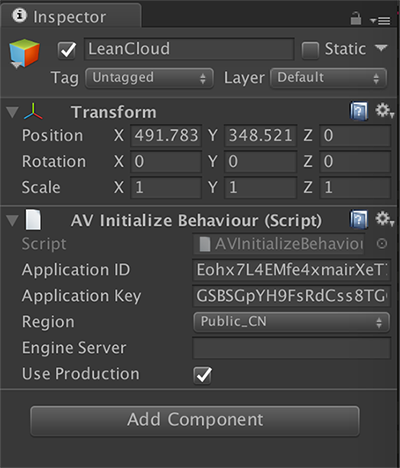 Inspector
LeanCloud Static
Tag Untagged Layer Default
Transform
Position X 491.783 Y 348.521 Z 0
Rotation X 0 Y 0 Z 0
Scale X 1 Y 1 Z 1
AV Initialize Behaviour (Script)
Script AVInitializeBehaviou
Application ID Eohx7L4EMfe4xmairXeT
Application Key GSBSGpYH9FsRdCss8TG
Region Public_CN
Engine Server
Use Production
Add Component